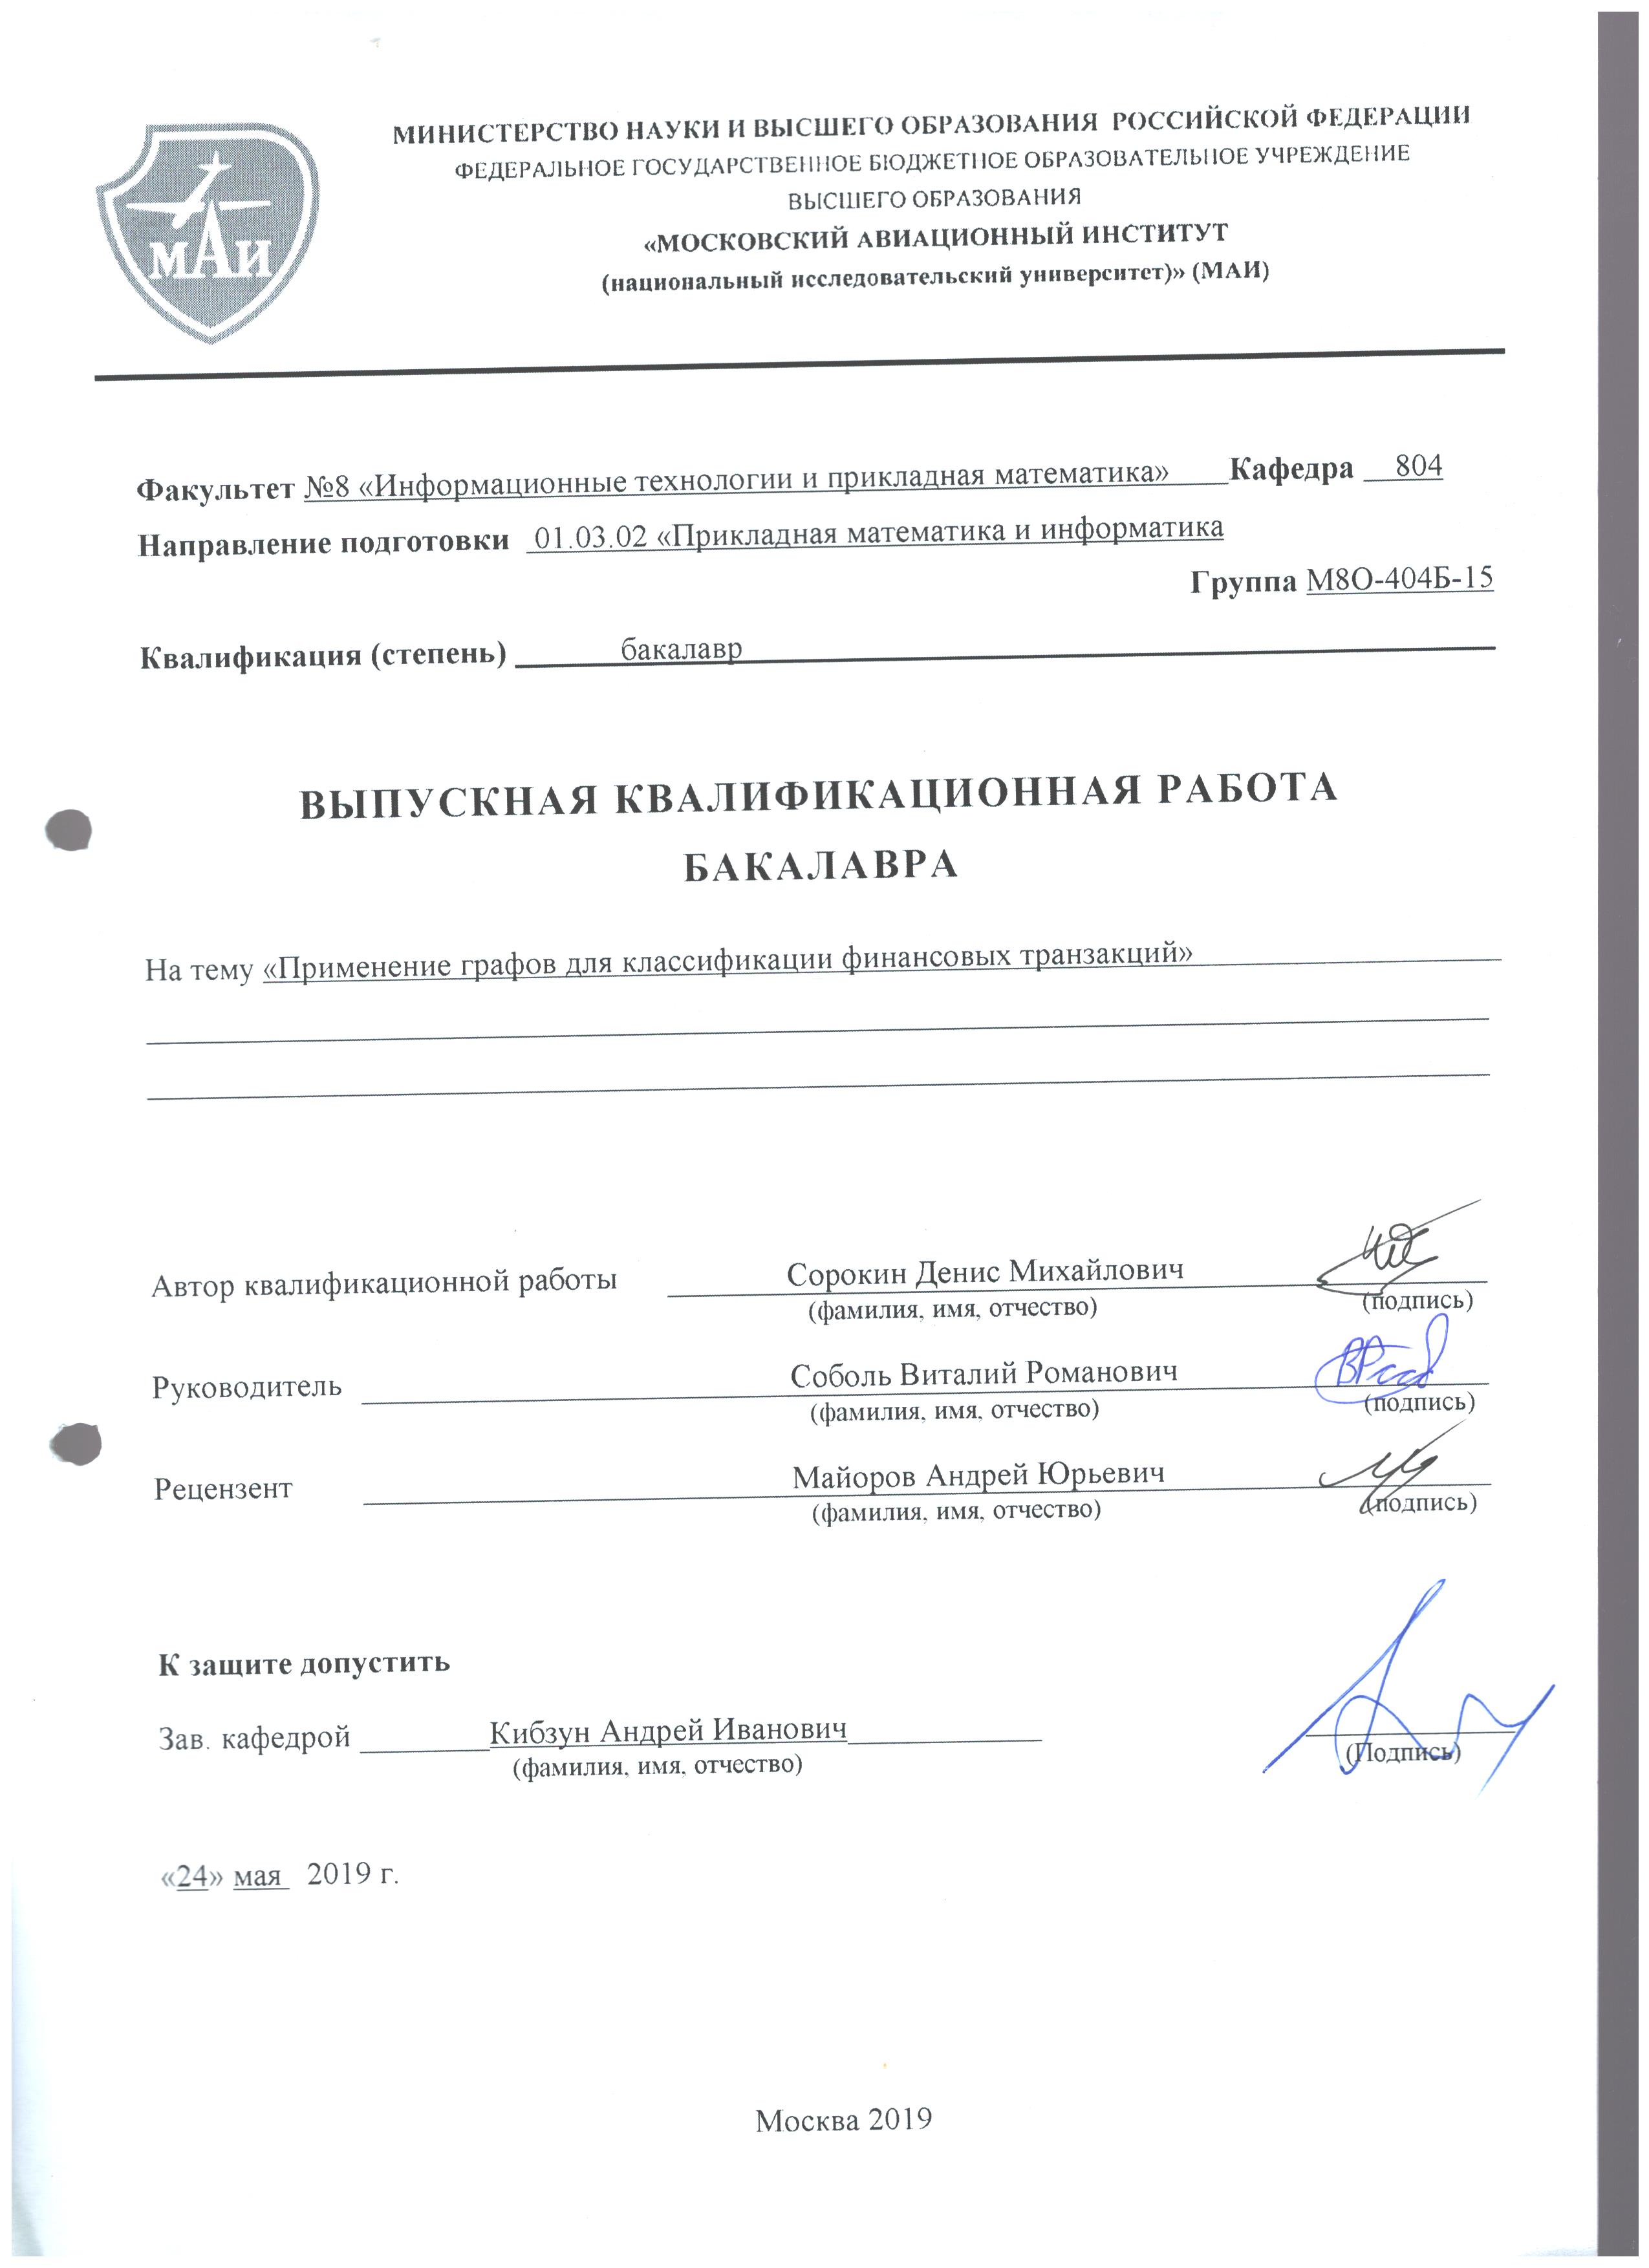 МИНИСТЕРСТВО НАУКИ И ВЫСШЕГО ОБРАЗОВАНИЯ РОССИЙСКОЙ ФЕДЕРАЦИИ
ФЕДЕРАЛЬНОЕ ГОСУДАРСТВЕННОЕ БЮДЖЕТНОЕ ОБРАЗОВАТЕЛЬНОЕ УЧРЕЖДЕНИЕ
ВЫСШЕГО ОБРАЗОВАНИЯ
«МОСКОВСКИЙ АВИАЦИОННЫЙ ИНСТИТУТ
(национальный исследовательский университет)» (МАИ)
МАИ
Факультет №8 «Информационные технологии и прикладная математика» Кафедра 804
Направление подготовки 01.03.02 «Прикладная математика и информатика
Группа М8О-404Б-15
Квалификация (степень) бакалавр
ВЫПУСКНАЯ КВАЛИФИКАЦИОННАЯ РАБОТА
БАКАЛАВРА
На тему «Применение графов для классификации финансовых транзакций»
Автор квалификационной работы Сорокин Денис Михайлович
(фамилия, имя, отчество) (подпись)
Руководитель Соболь Виталий Романович
(фамилия, имя, отчество) (подпись)
Рецензент Майоров Андрей Юрьевич
(фамилия, имя, отчество) (подпись)
К защите допустить
Зав. кафедрой Кибзун Андрей Иванович
(фамилия, имя, отчество) (Подпись)
«24» мая 2019 г.
Москва 2019